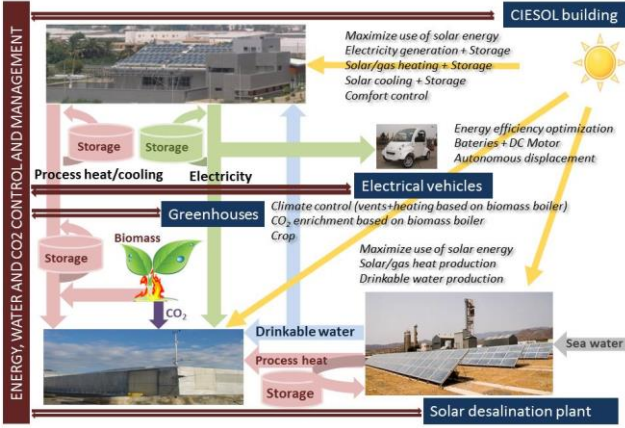 CIESOL building
ENERGY, WATER AND CO2 CONTROL AND MANAGEMENT
Maximize use of solar energy
Electricity generation + Storage
Solar/gas heating + Storage
Solar cooling + Storage
Comfort control
Storage
Storage
Process heat/cooling
Electricity
Energy efficiency optimization
Bateries + DC Motor
Autonomous displacement
Electrical vehicles
Greenhouses
Climate control (vents+heating based on biomass boiler)
CO₂ enrichment based on biomass boiler
Crop
Biomass
Storage
CO₂
Maximize use of solar energy
Solar/gas heat production
Drinkable water production
Drinkable water
Process heat
Storage
Sea water
Solar desalination plant